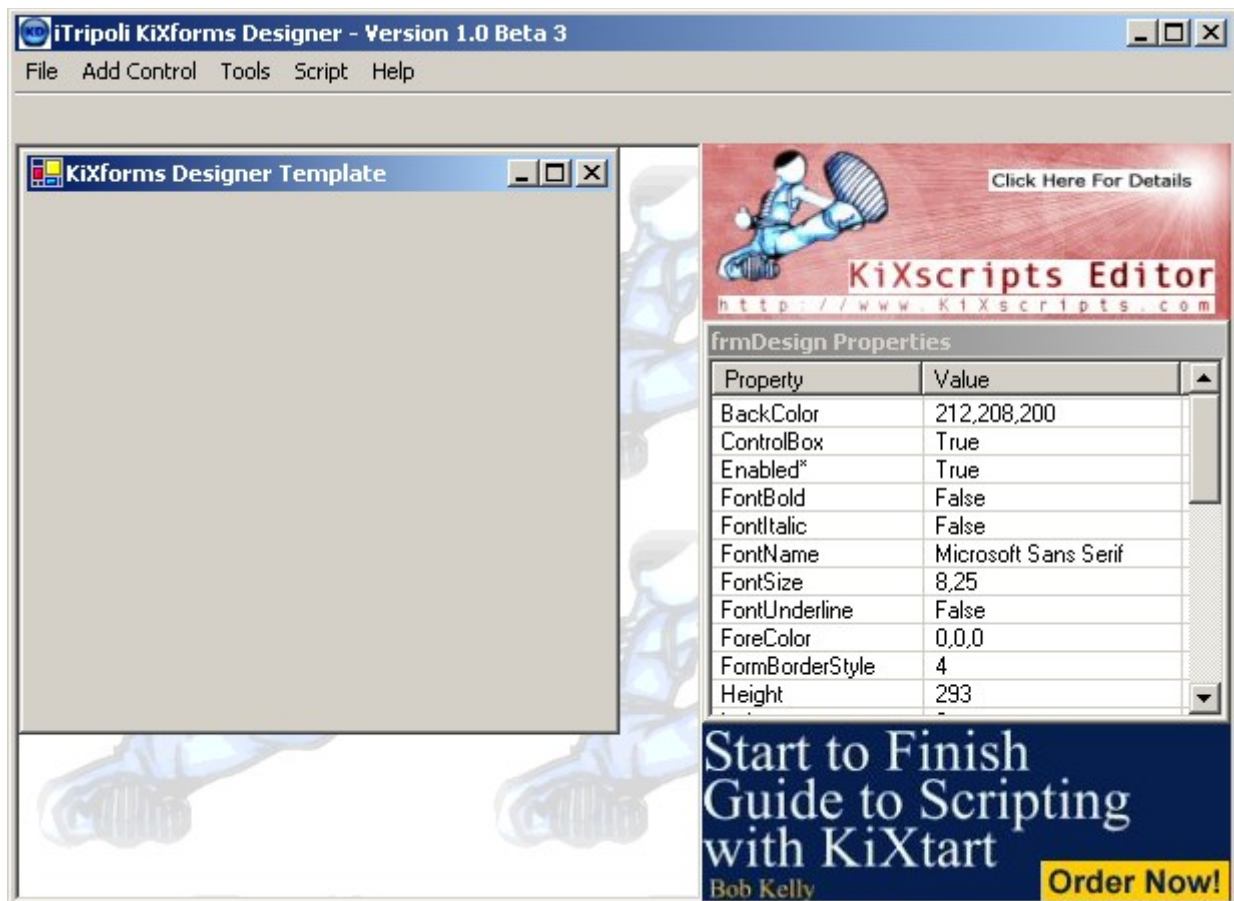 iTripoli KiXforms Designer - Version 1.0 Beta 3
File Add Control Tools Script Help
KiXforms Designer Template
Click Here For Details
KiXscripts Editor
http://www.KiXscripts.com
frmDesign Properties
Property Value
BackColor 212,208,200
ControlBox True
Enabled* True
FontBold False
FontItalic False
FontName Microsoft Sans Serif
FontSize 8,25
FontUnderline False
ForeColor 0,0,0
FormBorderStyle 4
Height 293
Start to Finish
Guide to Scripting
with KiXtart
Bob Kelly
Order Now!